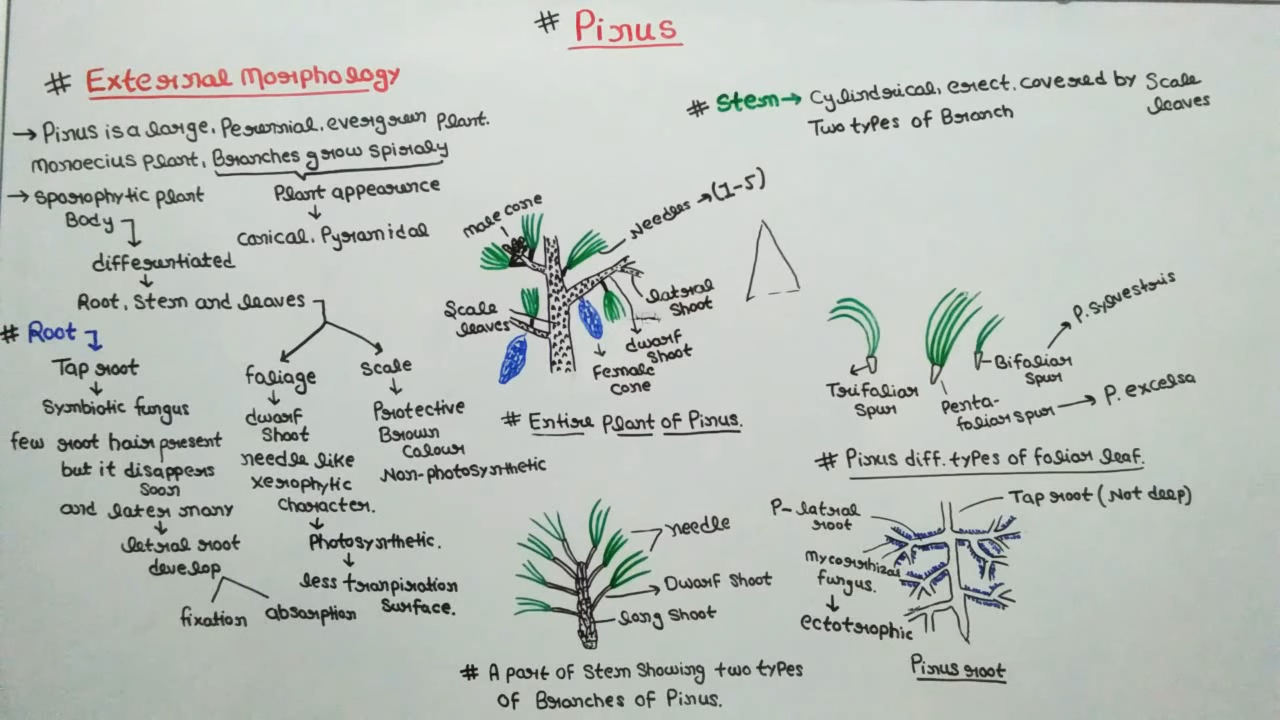 # Pinus
# External Morphology
→ Pinus is a large, Perennial, evergreen plant.
Monoecius plant, Branches grow spiraly
Plant appearance
↓
Conical, Pyramidal
→ Sporophytic plant
Body
differentiated
↓
Root, Stem and leaves
# Root
Tap root
↓
Symbiotic fungus
few root hair present
but it disappers
soon
and later many
↓
letral root
develop
fixation
absorption
foliage
↓
dwarf
Shoot
needle like
xerophytic
character.
↓
Photosynthetic.
↓
less tranpiration
surface.
Scale
↓
Protective
Brown
Colour
Non-photosynthetic
# Stem → Cylindrical, erect, covered by Scale
leaves
Two types of Branch
male cone
Needles → (1-5)
Scale
leaves
latral
Shoot
dwarf
Shoot
Female
cone
# Entire plant of Pinus.
Trifoliar
Spur
Penta-
foliar spur → P. excelsa
Bifoliar
Spur
P. sylvestris
# Pinus diff. types of foliar leaf.
needle
Dwarf shoot
long shoot
# A part of Stem Showing two types
of Branches of Pinus.
Tap root (Not deep)
P- latral
root
Mycorrhizal
fungus.
↓
ectotrophic
Pinus root